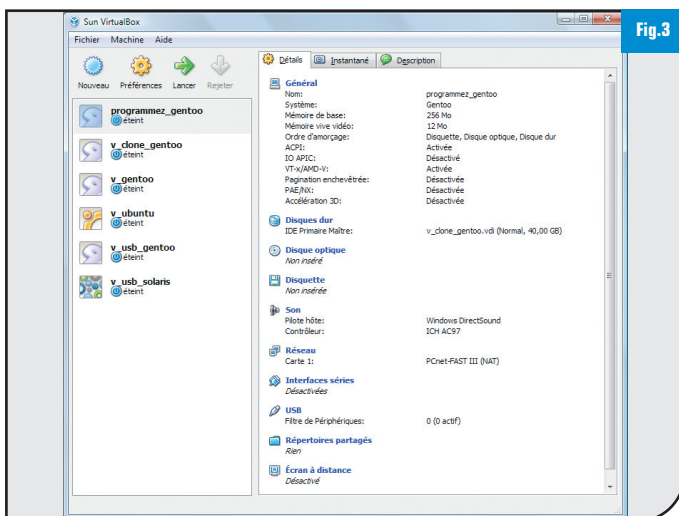 Sun VirtualBox
Fig.3
Fichier Machine Aide
Nouveau Préférences Lancer Rejeter
programmez_gentoo
éteint
v_clone_gentoo
éteint
v_gentoo
éteint
v_ubuntu
éteint
v_usb_gentoo
éteint
v_usb_solaris
éteint
Détails Instantané Description
Général
Nom: programmez_gentoo
Système: Gentoo
Mémoire de base: 256 Mo
Mémoire vive vidéo: 12 Mo
Ordre d'amorçage: Disquette, Disque optique, Disque dur
ACPI: Activée
IO APIC: Désactivé
VT-x/AMD-V: Activée
Pagination enchevêtrée: Désactivée
PAE/NX: Désactivée
Accélération 3D: Désactivée
Disques dur
IDE Primaire Maître: v_clone_gentoo.vdi (Normal, 40,00 GB)
Disque optique
Non inséré
Disquette
Non insérée
Son
Pilote hôte: Windows DirectSound
Contrôleur: ICH AC97
Réseau
Carte 1: PCnet-FAST III (NAT)
Interfaces séries
Désactivées
USB
Filtre de Périphériques: 0 (0 actif)
Répertoires partagés
Rien
Écran à distance
Désactivé